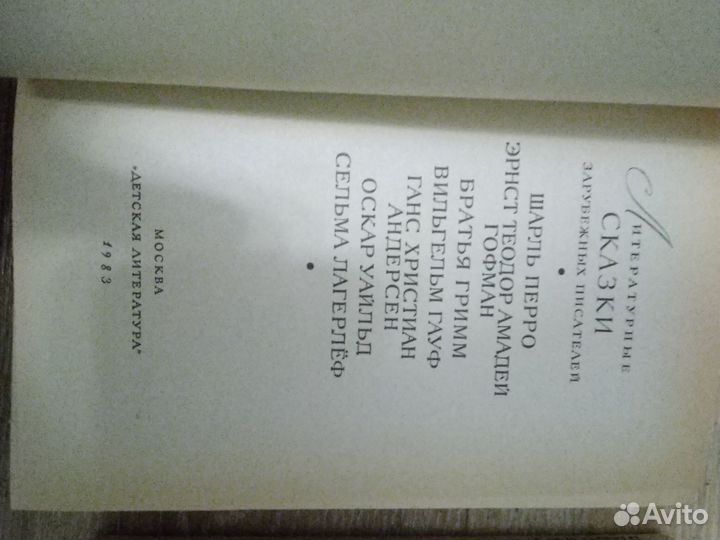 Литературные
СКАЗКИ
ЗАРУБЕЖНЫХ ПИСАТЕЛЕЙ
•
ШАРЛЬ ПЕРРО
ЭРНСТ ТЕОДОР АМАДЕЙ
ГОФМАН
БРАТЬЯ ГРИММ
ВИЛЬГЕЛЬМ ГАУФ
ГАНС ХРИСТИАН
АНДЕРСЕН
ОСКАР УАЙЛЬД
СЕЛЬМА ЛАГЕРЛЁФ
•
МОСКВА
"ДЕТСКАЯ ЛИТЕРАТУРА"
1983
Avito